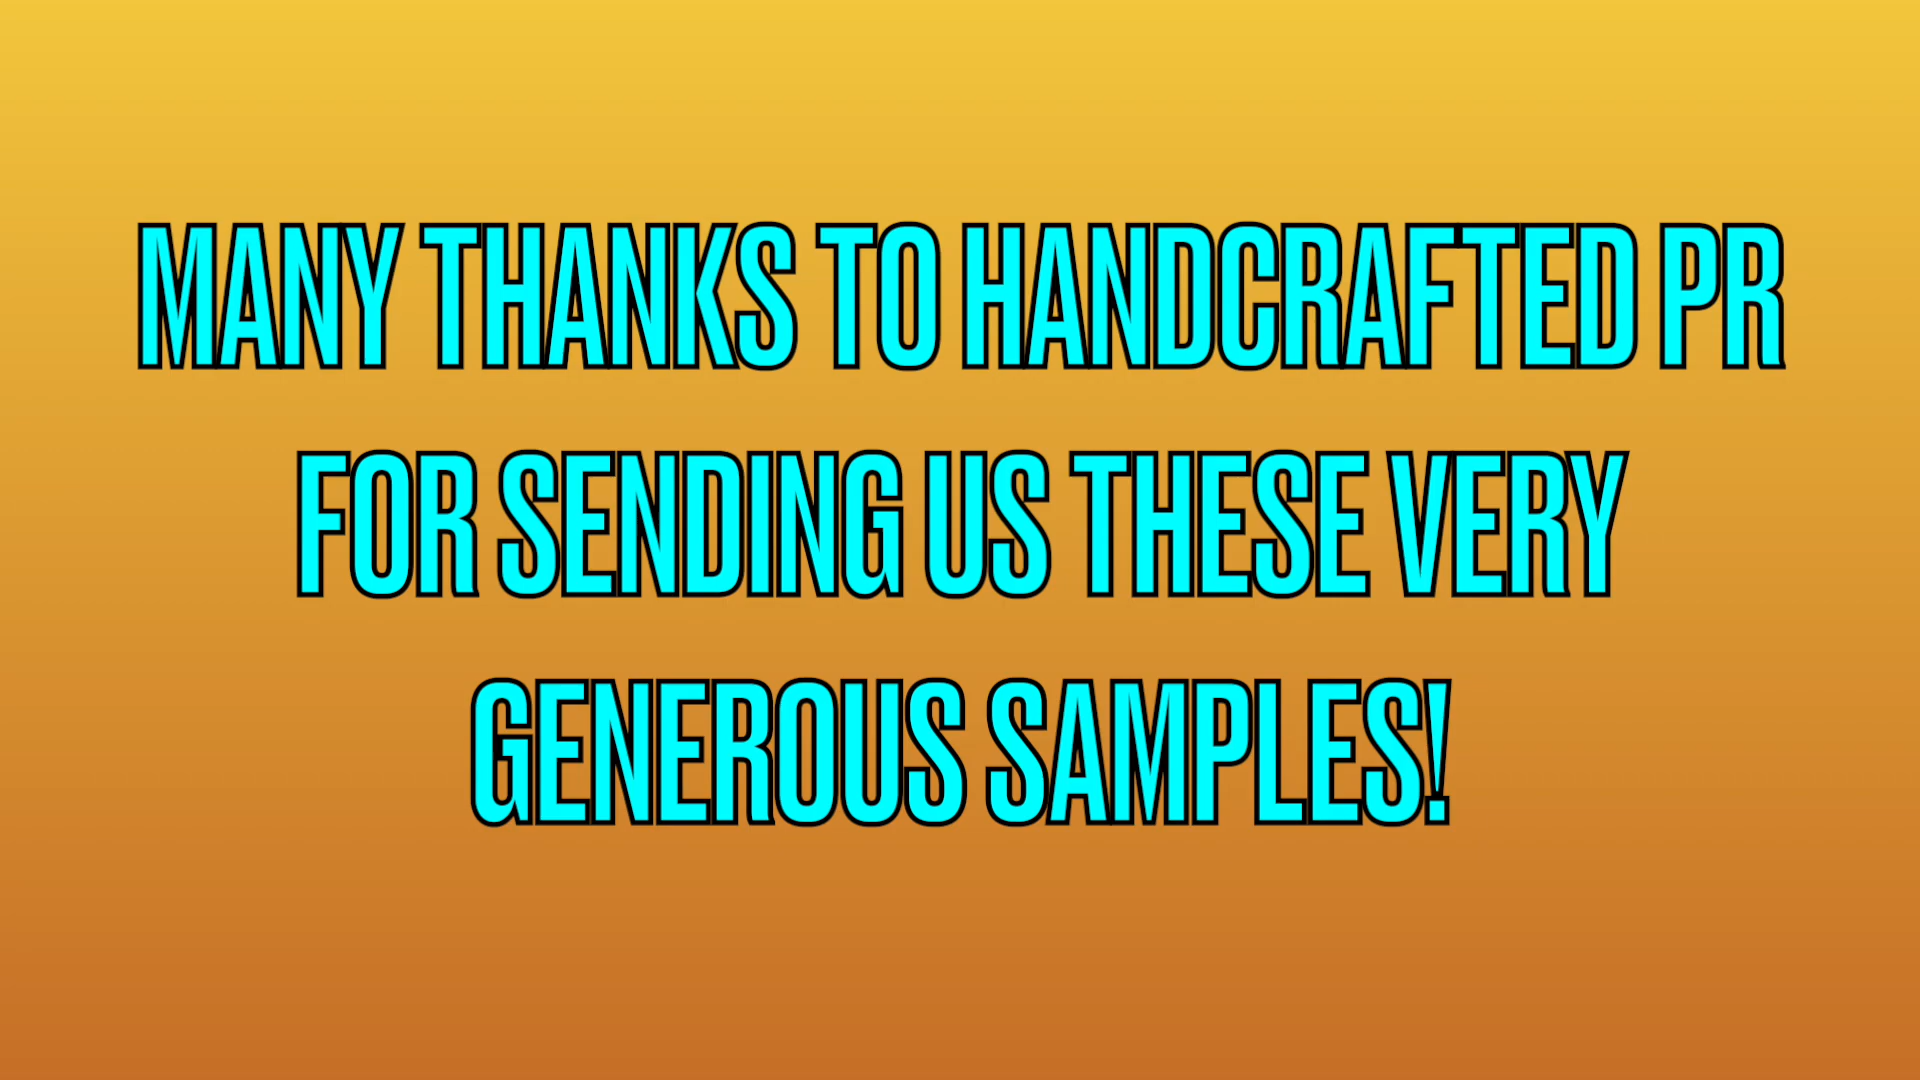 MANY THANKS TO HANDCRAFTED PR
FOR SENDING US THESE VERY
GENEROUS SAMPLES!